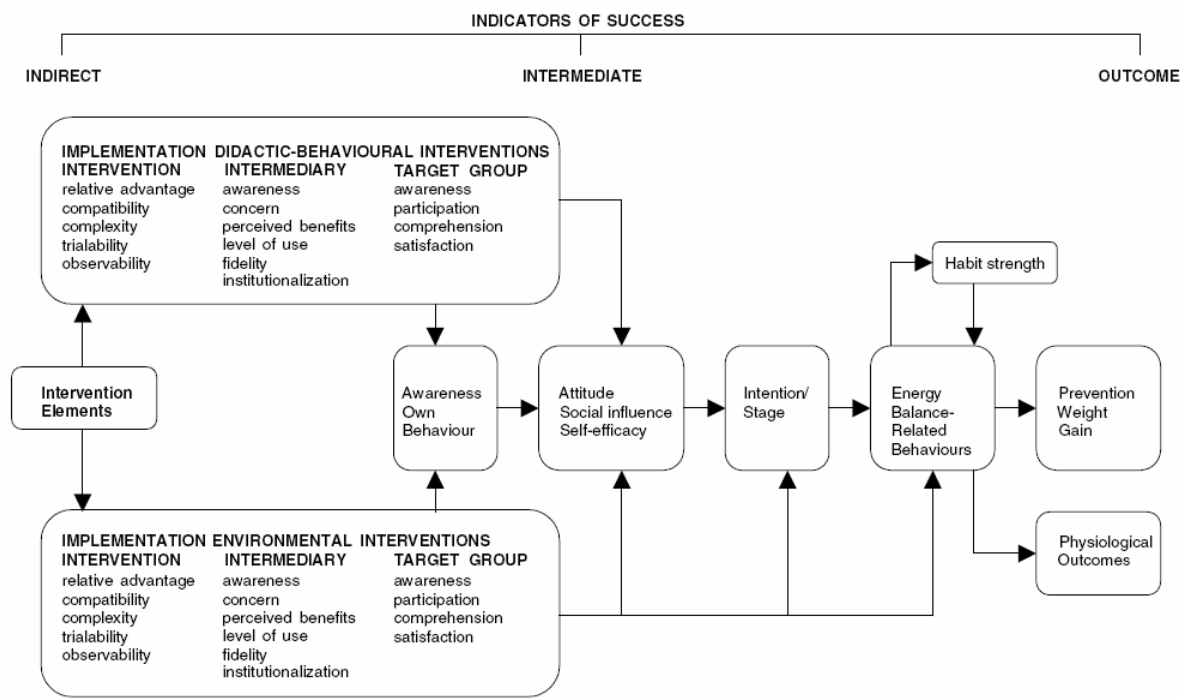 INDICATORS OF SUCCESS
INDIRECT INTERMEDIATE OUTCOME
IMPLEMENTATION DIDACTIC-BEHAVIOURAL INTERVENTIONS
INTERVENTION INTERMEDIARY TARGET GROUP
relative advantage awareness awareness
compatibility concern participation
complexity perceived benefits comprehension
trialability level of use satisfaction
observability fidelity
institutionalization
Habit strength
Intervention
Elements
Awareness
Own
Behaviour
Attitude
Social influence
Self-efficacy
Intention/
Stage
Energy
Balance-
Related
Behaviours
Prevention
Weight
Gain
Physiological
Outcomes
IMPLEMENTATION ENVIRONMENTAL INTERVENTIONS
INTERVENTION INTERMEDIARY TARGET GROUP
relative advantage awareness awareness
compatibility concern participation
complexity perceived benefits comprehension
trialability level of use satisfaction
observability fidelity
institutionalization